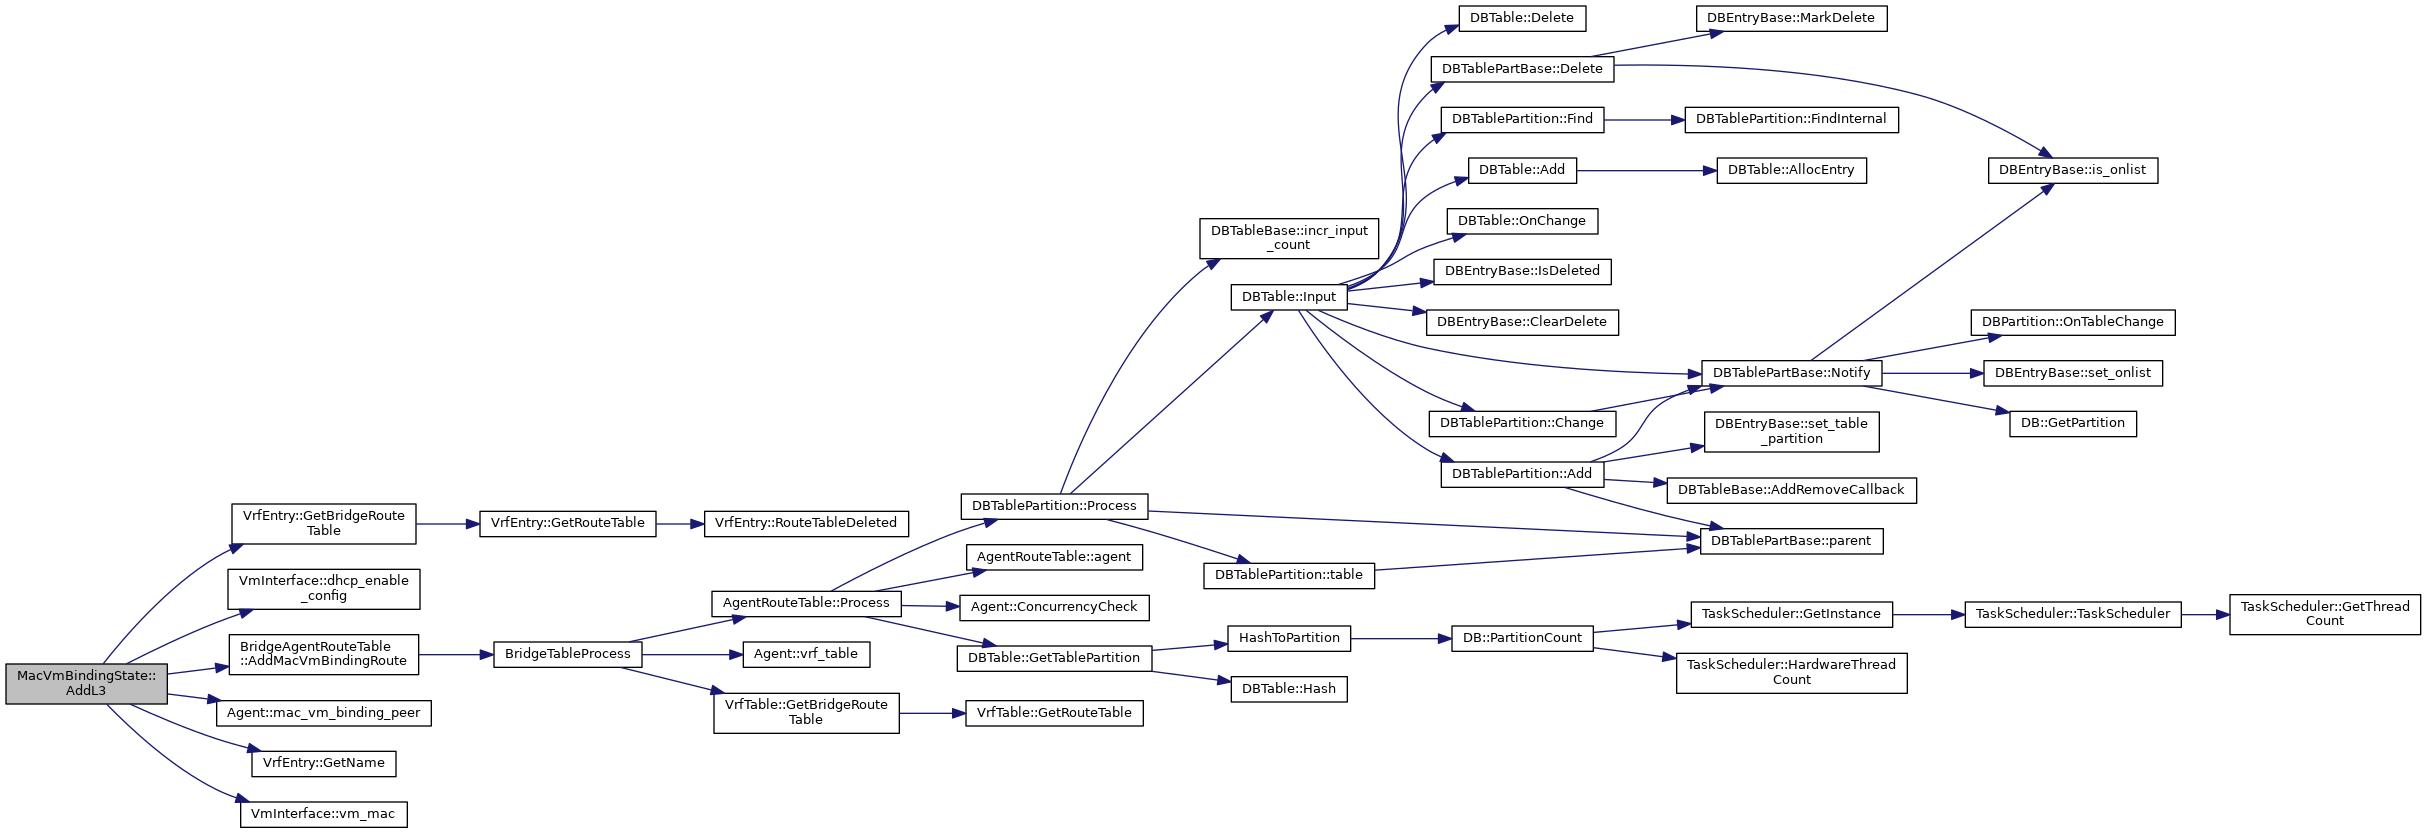 MacVmBindingState::
AddL3
VrfEntry::GetBridgeRoute
Table
VmInterface::dhcp_enable
_config
BridgeAgentRouteTable
::AddMacVmBindingRoute
Agent::mac_vm_binding_peer
VrfEntry::GetName
VmInterface::vm_mac
VrfEntry::GetRouteTable
BridgeTableProcess
VrfEntry::RouteTableDeleted
AgentRouteTable::Process
Agent::vrf_table
VrfTable::GetBridgeRoute
Table
DBTablePartition::Process
AgentRouteTable::agent
Agent::ConcurrencyCheck
DBTable::GetTablePartition
VrfTable::GetRouteTable
DBTableBase::incr_input
_count
DBTable::Input
DBTablePartition::table
HashToPartition
DBTable::Hash
DBTable::Delete
DBTablePartBase::Delete
DBTablePartition::Find
DBTable::Add
DBTable::OnChange
DBEntryBase::IsDeleted
DBEntryBase::ClearDelete
DBTablePartition::Change
DBTablePartition::Add
DB::PartitionCount
DBEntryBase::MarkDelete
DBTablePartition::FindInternal
DBTable::AllocEntry
DBTablePartBase::Notify
DBEntryBase::set_table
_partition
DBTableBase::AddRemoveCallback
DBTablePartBase::parent
TaskScheduler::GetInstance
TaskScheduler::HardwareThread
Count
DBEntryBase::is_onlist
DBPartition::OnTableChange
DBEntryBase::set_onlist
DB::GetPartition
TaskScheduler::TaskScheduler
TaskScheduler::GetThread
Count